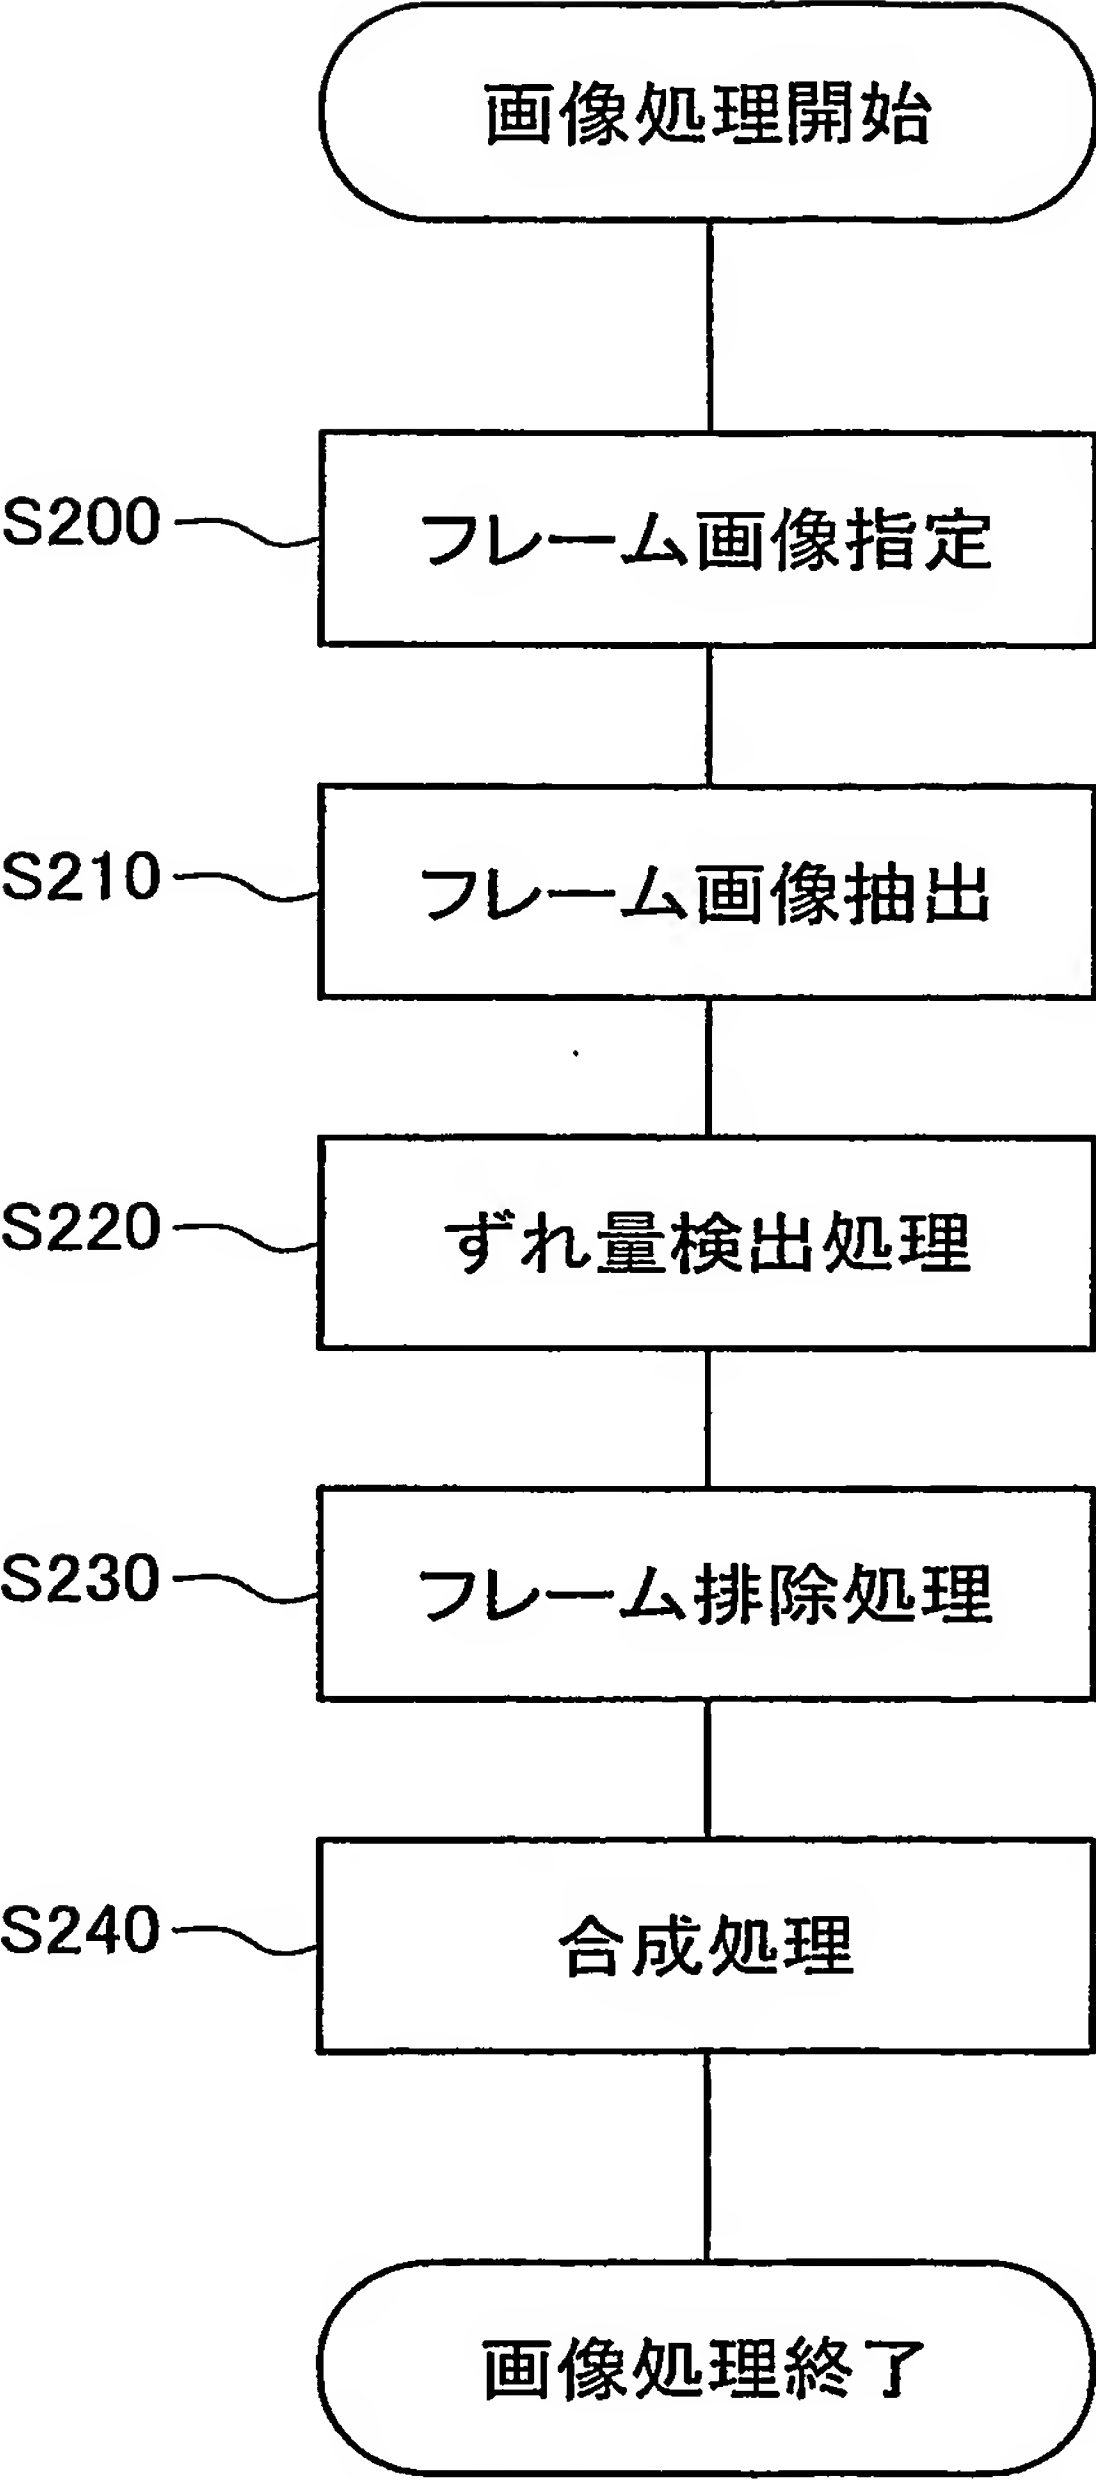 画像処理開始
S200
フレーム画像指定
S210
フレーム画像抽出
S220
ずれ量検出処理
S230
フレーム排除処理
S240
合成処理
画像処理終了